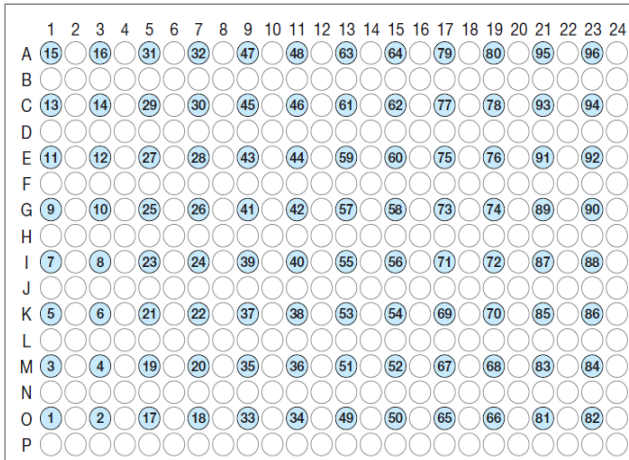 1 2 3 4 5 6 7 8 9 10 11 12 13 14 15 16 17 18 19 20 21 22 23 24
A 15 16 31 32 47 48 63 64 79 80 95 96
B
C 13 14 29 30 45 46 61 62 77 78 93 94
D
E 11 12 27 28 43 44 59 60 75 76 91 92
F
G 9 10 25 26 41 42 57 58 73 74 89 90
H
I 7 8 23 24 39 40 55 56 71 72 87 88
J
K 5 6 21 22 37 38 53 54 69 70 85 86
L
M 3 4 19 20 35 36 51 52 67 68 83 84
N
O 1 2 17 18 33 34 49 50 65 66 81 82
P